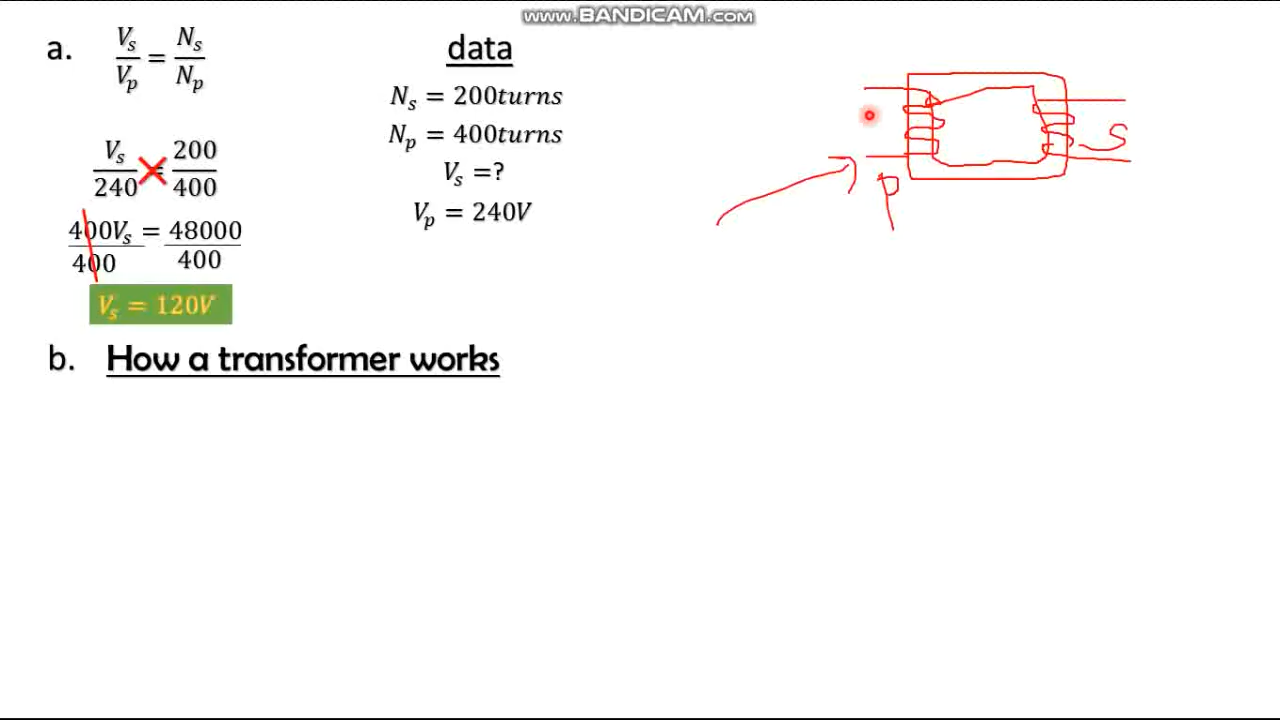 www.BANDICAM.com
a. Vs/Vp = Ns/Np
Vs/240 = 200/400
400Vs/400 = 48000/400
Vs = 120V
data
Ns = 200turns
Np = 400turns
Vs =?
Vp = 240V
P
S
b. How a transformer works